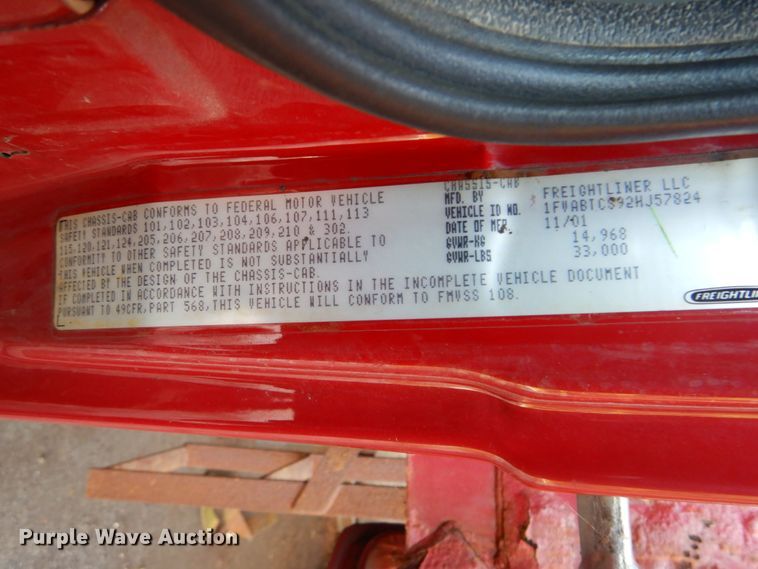 THIS CHASSIS-CAB CONFORMS TO FEDERAL MOTOR VEHICLE
SAFETY STANDARDS 101,102,103,104,106,107,111,113
116,120,121,124,205,206,207,208,209,210 & 302.
CONFORMITY TO OTHER SAFETY STANDARDS APPLICABLE TO
THIS VEHICLE WHEN COMPLETED IS NOT SUBSTANTIALLY
AFFECTED BY THE DESIGN OF THE CHASSIS-CAB.
IF COMPLETED IN ACCORDANCE WITH INSTRUCTIONS IN THE INCOMPLETE VEHICLE DOCUMENT
PURSUANT TO 49CFR,PART 568,THIS VEHICLE WILL CONFORM TO FMVSS 108.
CHASSIS-CAB
MFD. BY FREIGHTLINER LLC
VEHICLE ID NO. 1FVABTCS92HJ57824
DATE OF MFR. 11/01
GVWR-KG 14,968
GVWR-LBS 33,000
FREIGHTLIN
Purple Wave Auction